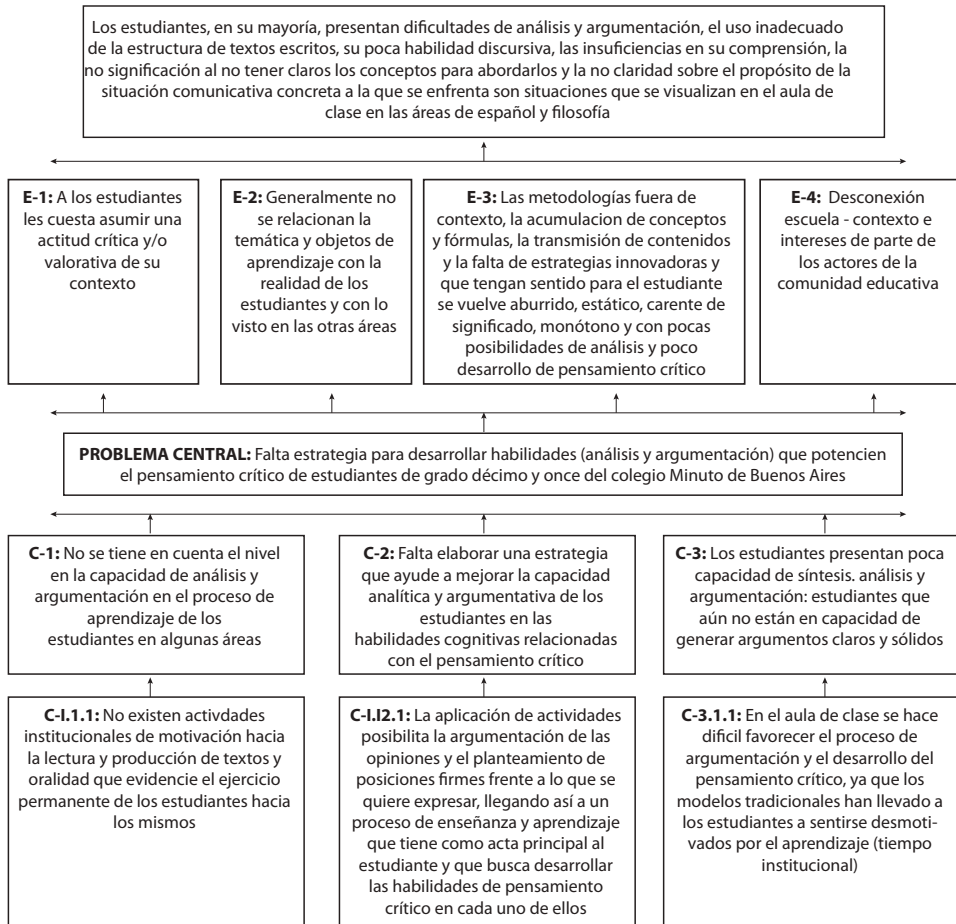 Los estudiantes, en su mayoría, presentan dificultades de análisis y argumentación, el uso inadecuado
de la estructura de textos escritos, su poca habilidad discursiva, las insuficiencias en su comprensión, la
no significación al no tener claros los conceptos para abordarlos y la no claridad sobre el propósito de la
situación comunicativa concreta a la que se enfrenta son situaciones que se visualizan en el aula de
clase en las áreas de español y filosofía
E-1: A los estudiantes
les cuesta asumir una
actitud crítica y/o
valorativa de su
contexto
E-2: Generalmente no
se relacionan la
temática y objetos de
aprendizaje con la
realidad de los
estudiantes y con lo
visto en las otras áreas
E-3: Las metodologías fuera de
contexto, la acumulacion de conceptos
y fórmulas, la transmisión de contenidos
y la falta de estrategias innovadoras y
que tengan sentido para el estudiante
se vuelve aburrido, estático, carente de
significado, monótono y con pocas
posibilidades de análisis y poco
desarrollo de pensamiento crítico
E-4: Desconexión
escuela - contexto e
intereses de parte de
los actores de la
comunidad educativa
PROBLEMA CENTRAL: Falta estrategia para desarrollar habilidades (análisis y argumentación) que potencien
el pensamiento crítico de estudiantes de grado décimo y once del colegio Minuto de Buenos Aires
C-1: No se tiene en cuenta el nivel
en la capacidad de análisis y
argumentación en el proceso de
aprendizaje de los
estudiantes en algunas áreas
C-2: Falta elaborar una estrategia
que ayude a mejorar la capacidad
analítica y argumentativa de los
estudiantes en las
habilidades cognitivas relacionadas
con el pensamiento crítico
C-3: Los estudiantes presentan poca
capacidad de síntesis. análisis y
argumentación: estudiantes que
aún no están en capacidad de
generar argumentos claros y sólidos
C-I.1.1: No existen activdades
institucionales de motivación hacia
la lectura y producción de textos y
oralidad que evidencie el ejercicio
permanente de los estudiantes hacia
los mismos
C-I.I2.1: La aplicación de actividades
posibilita la argumentación de las
opiniones y el planteamiento de
posiciones firmes frente a lo que se
quiere expresar, llegando así a un
proceso de enseñanza y aprendizaje
que tiene como acta principal al
estudiante y que busca desarrollar
las habilidades de pensamiento
crítico en cada uno de ellos
C-3.1.1: En el aula de clase se hace
dificil favorecer el proceso de
argumentación y el desarrollo del
pensamiento crítico, ya que los
modelos tradicionales han llevado a
los estudiantes a sentirse desmoti-
vados por el aprendizaje (tiempo
institucional)